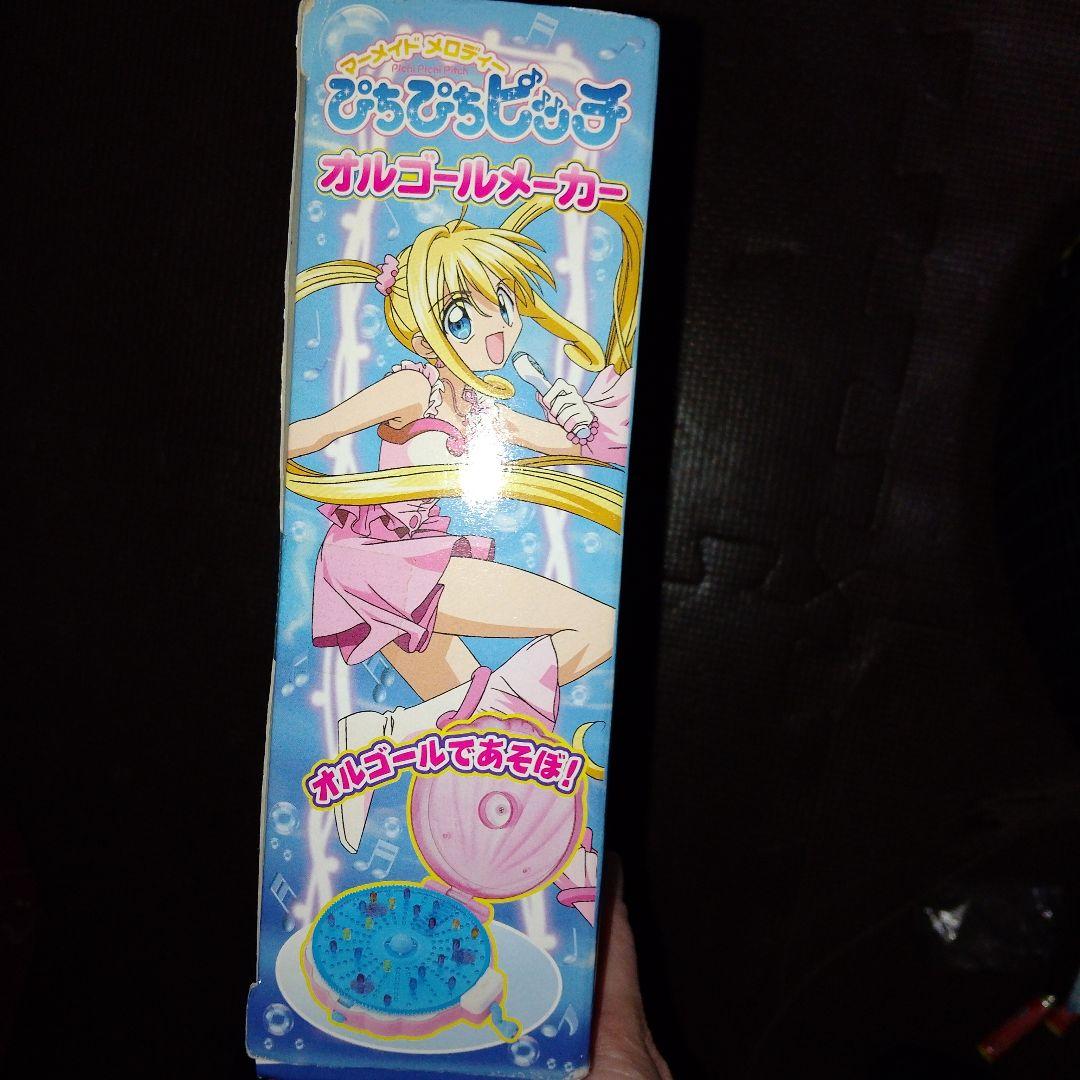 マーメイド メロディー
Pichi Pichi Pitch
ぴちぴちピッチ
オルゴールメーカー
オルゴールであそぼ!